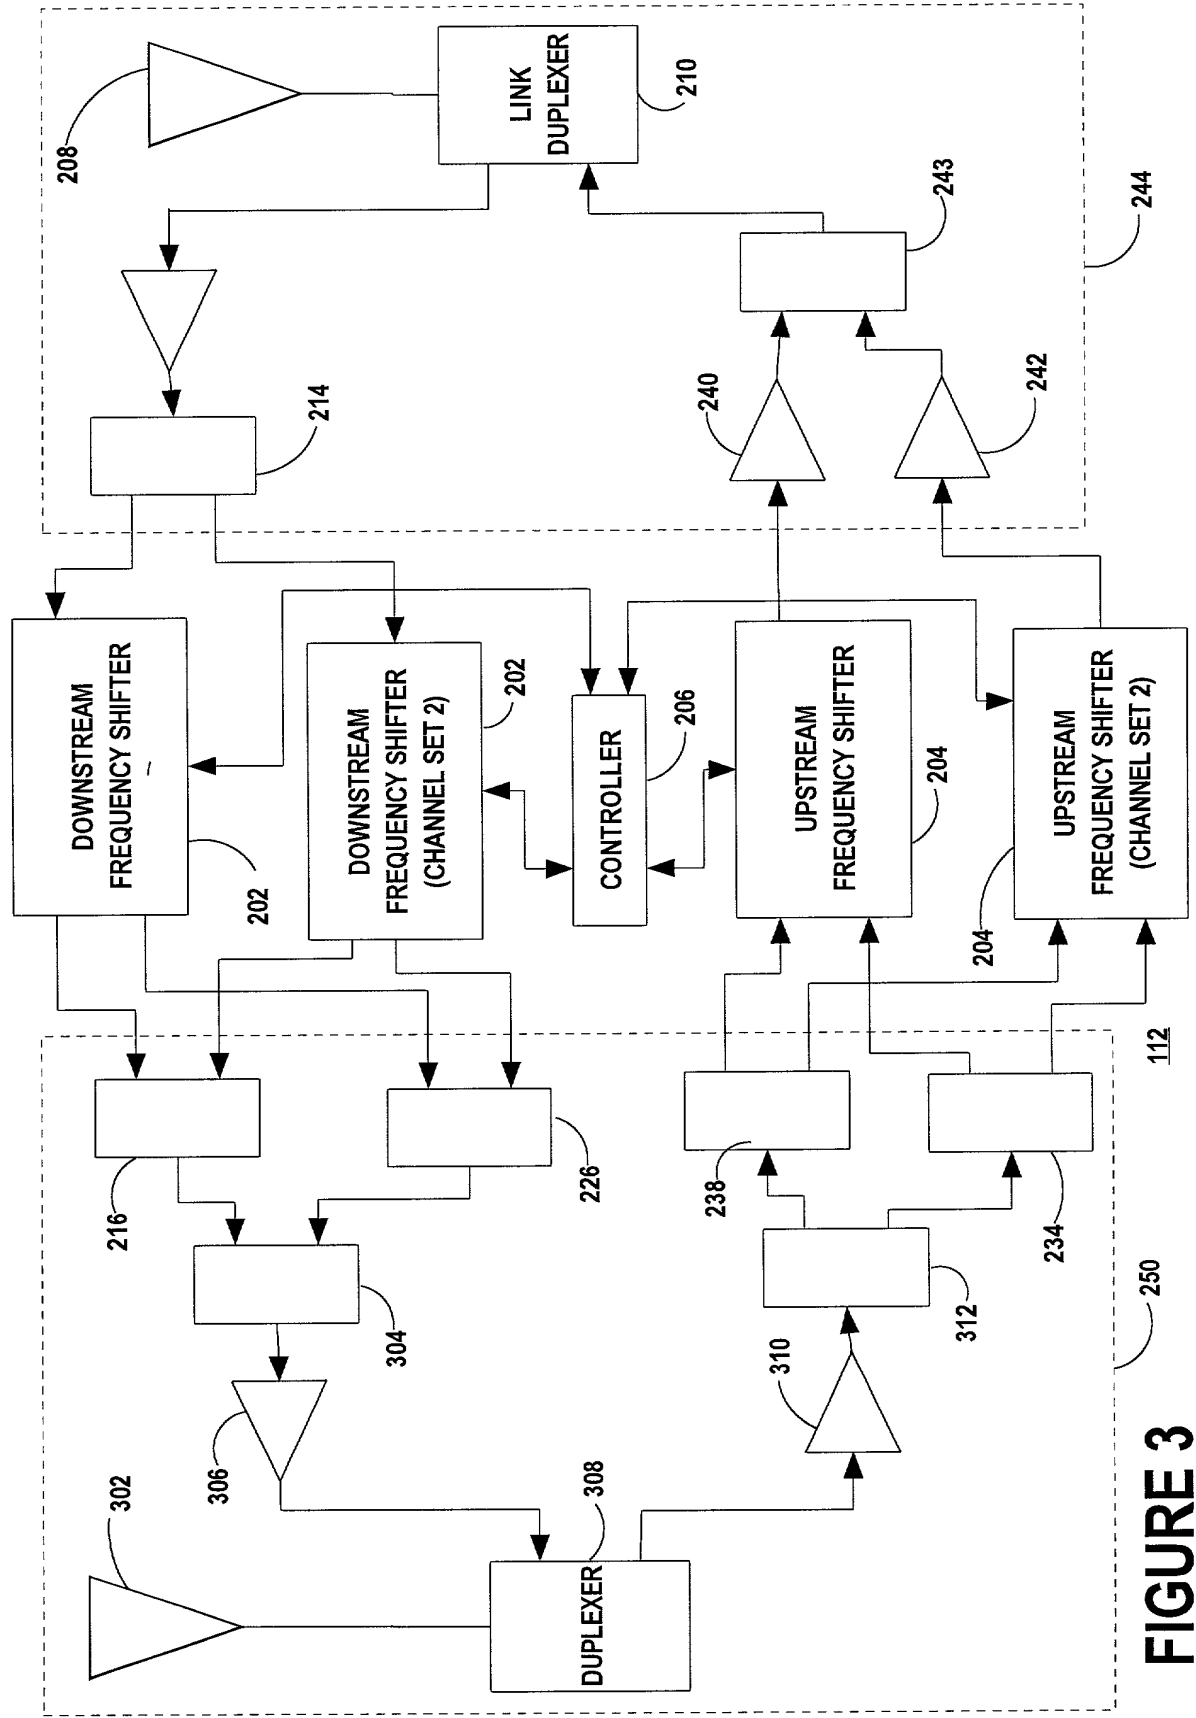 302
306
304
216
DUPLEXER
308
226
310
312
238
234
250
DOWNSTREAM
FREQUENCY SHIFTER
202
DOWNSTREAM
FREQUENCY SHIFTER
(CHANNEL SET 2)
202
CONTROLLER
206
UPSTREAM
FREQUENCY SHIFTER
204
UPSTREAM
FREQUENCY SHIFTER
(CHANNEL SET 2)
204
112
208
214
LINK
DUPLEXER
210
240
242
243
244
FIGURE 3